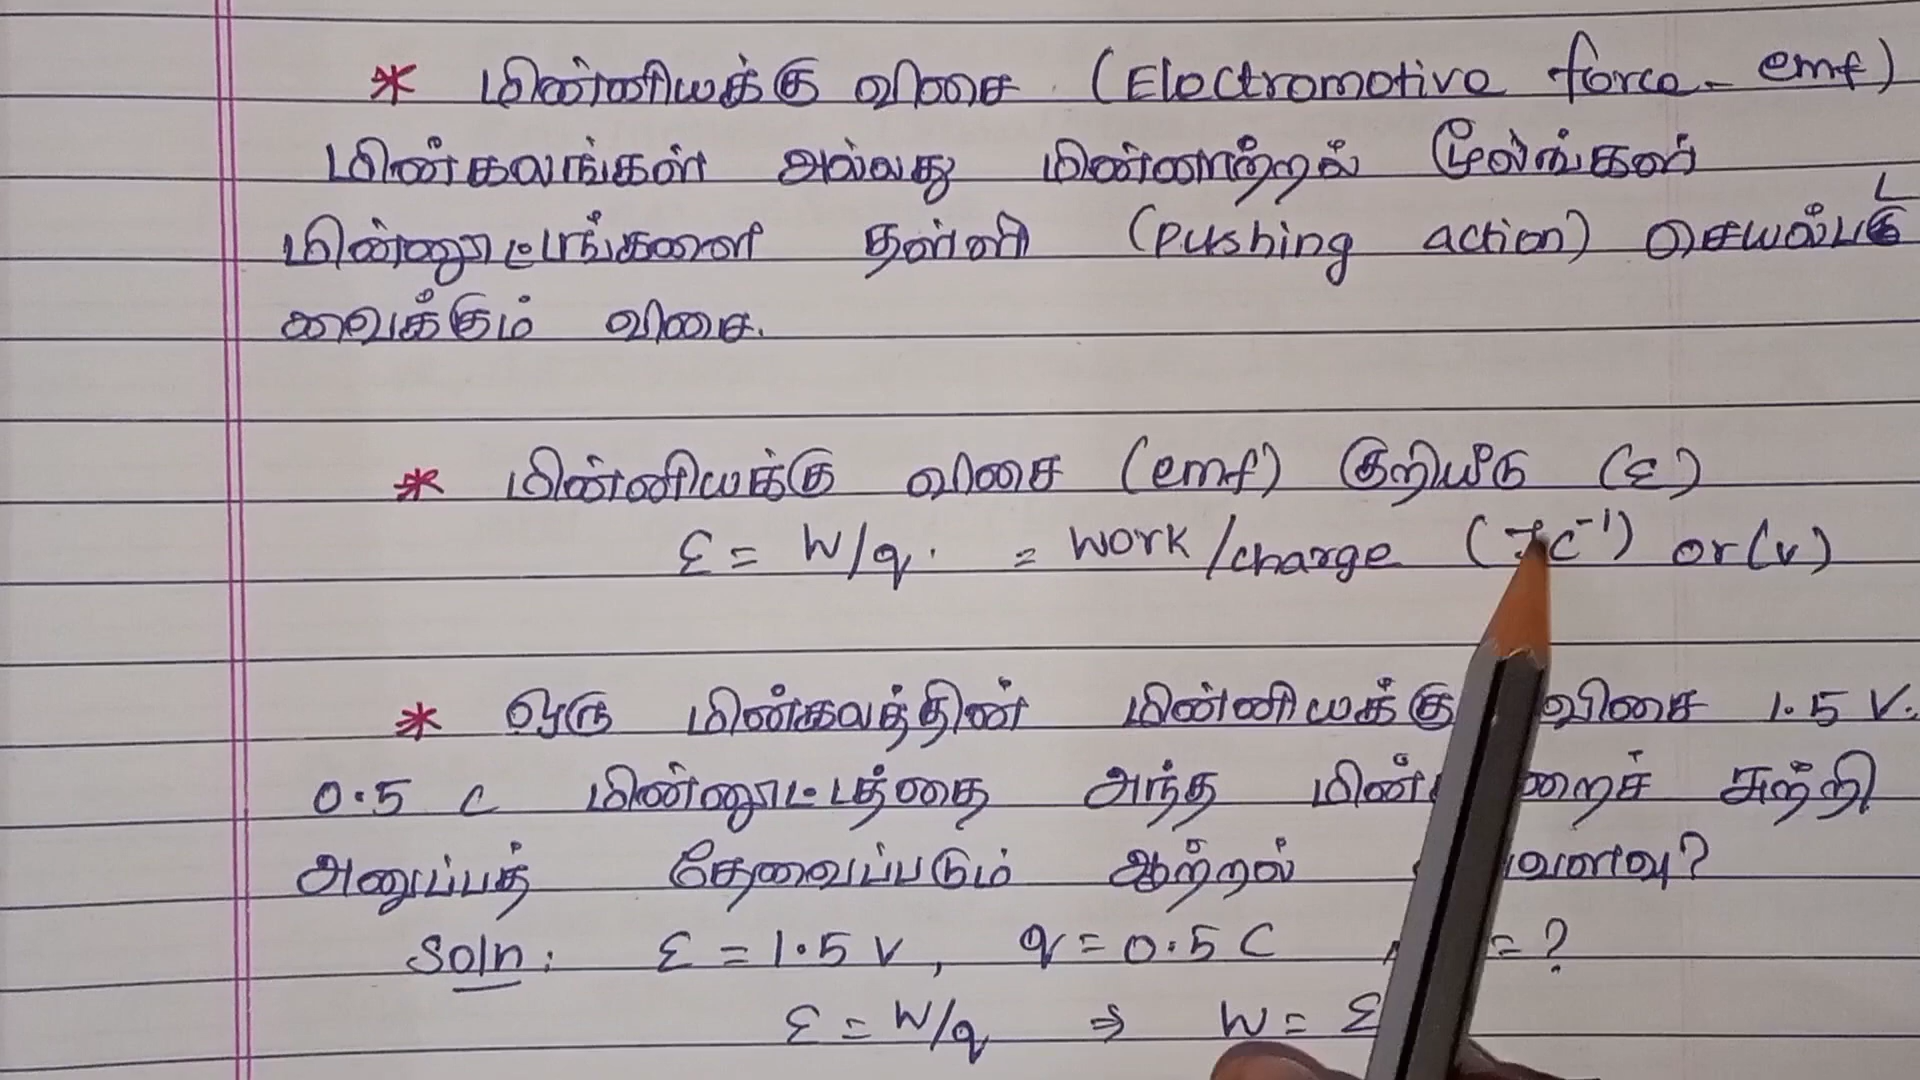 * மின்னியக்கு விசை (Electromotive force - emf)
மின்கலங்கள் அல்லது மின்னாற்றல் மூலங்கள்
மின்னூட்டங்களை தள்ளி (pushing action) செயல்பட
வைக்கும் விசை.
* மின்னியக்கு விசை (emf) குறியீடு (ε)
ε = W/q. = work/charge (JC⁻¹) or (V)
* ஒரு மின்கலத்தின் மின்னியக்கு விசை 1.5 V.
0.5 C மின்னூட்டத்தை அந்த சுற்றி
அனுப்பத் தேவைப்படும் ஆற்றல்
Soln: ε = 1.5 V, q = 0.5 C = ?
ε = W/q ⇒ W = ε